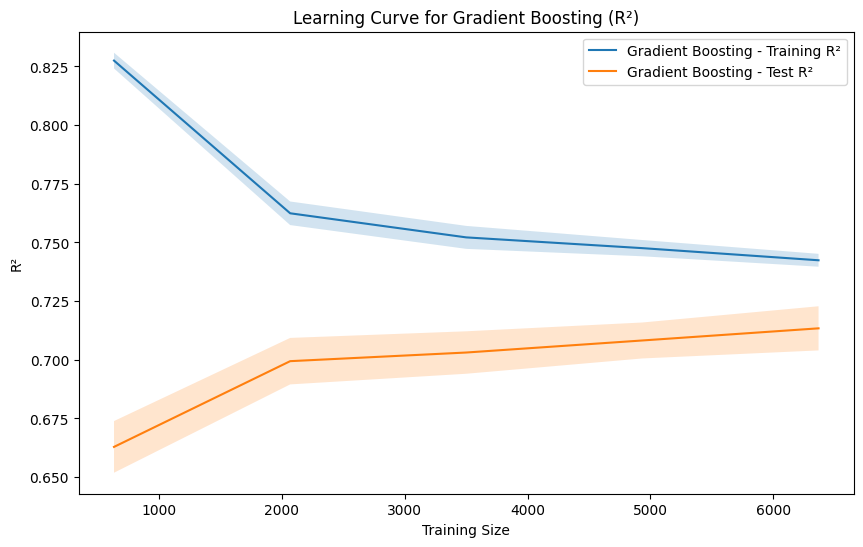 Learning Curve for Gradient Boosting (R²)
Gradient Boosting - Training R²
Gradient Boosting - Test R²
R²
0.825
0.800
0.775
0.750
0.725
0.700
0.675
0.650
1000
2000
3000
4000
5000
6000
Training Size